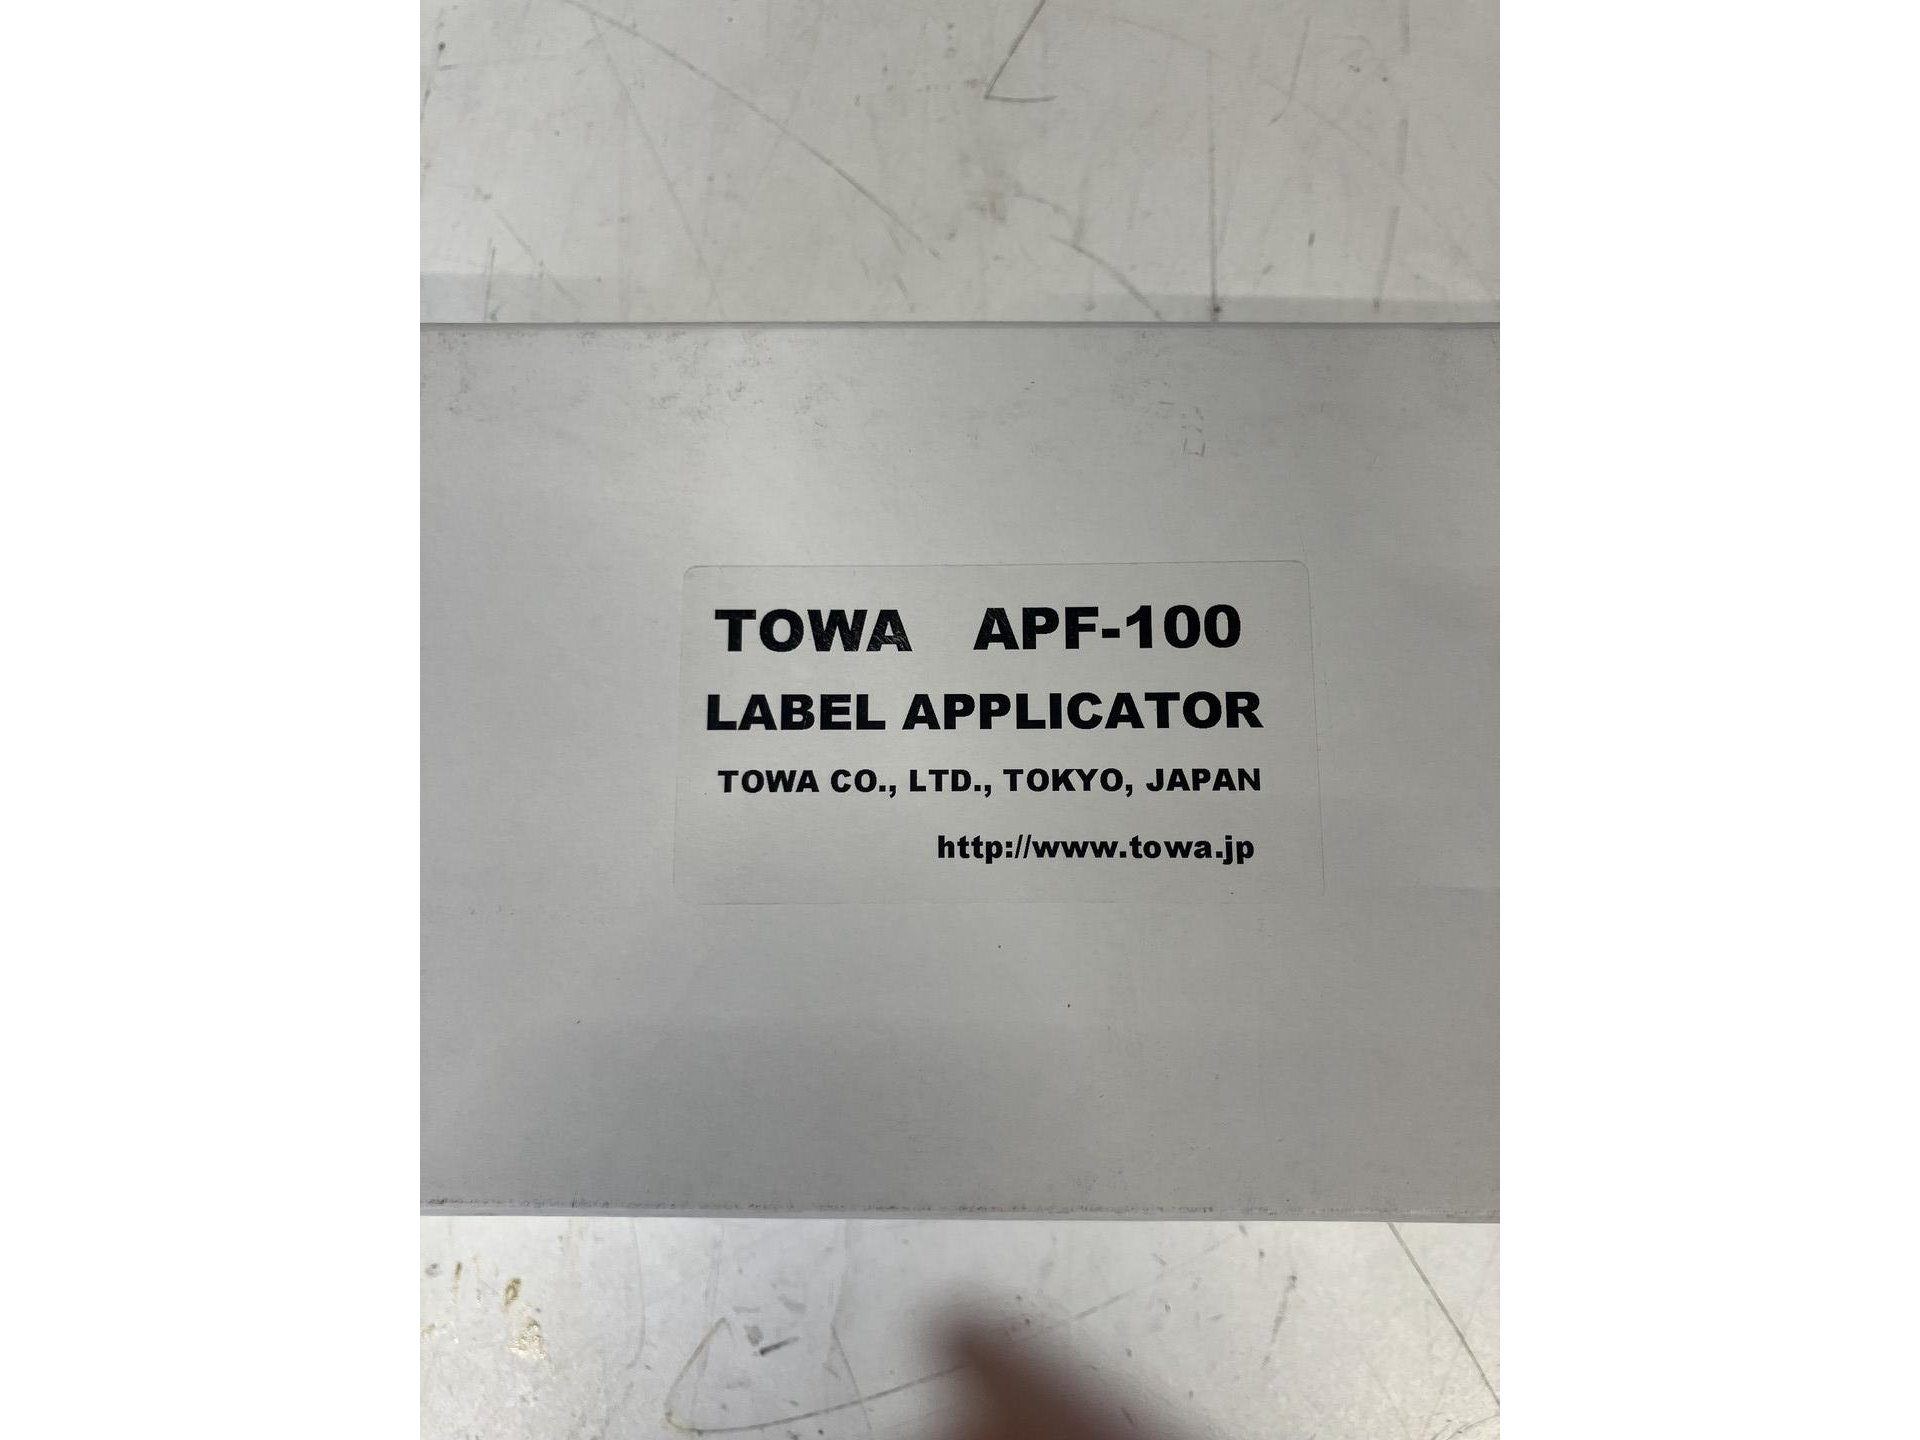 TOWA APF-100
LABEL APPLICATOR
TOWA CO., LTD., TOKYO, JAPAN
http://www.towa.jp